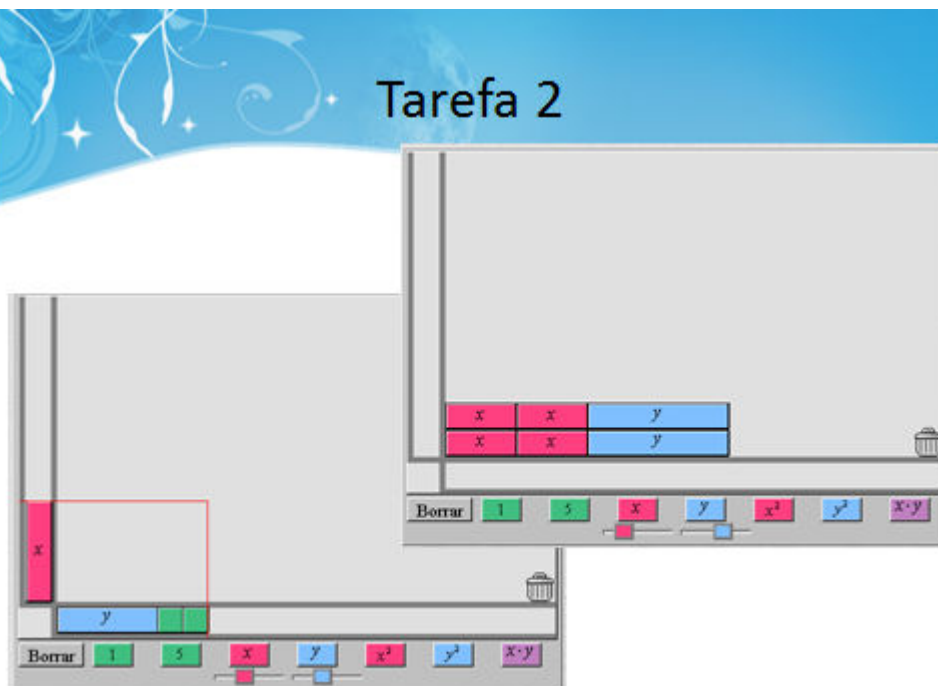 Tarefa 2
x x y
x x y
Borrar 1 5 x y x² y² x·y
x
y
Borrar 1 5 x y x² y² x·y